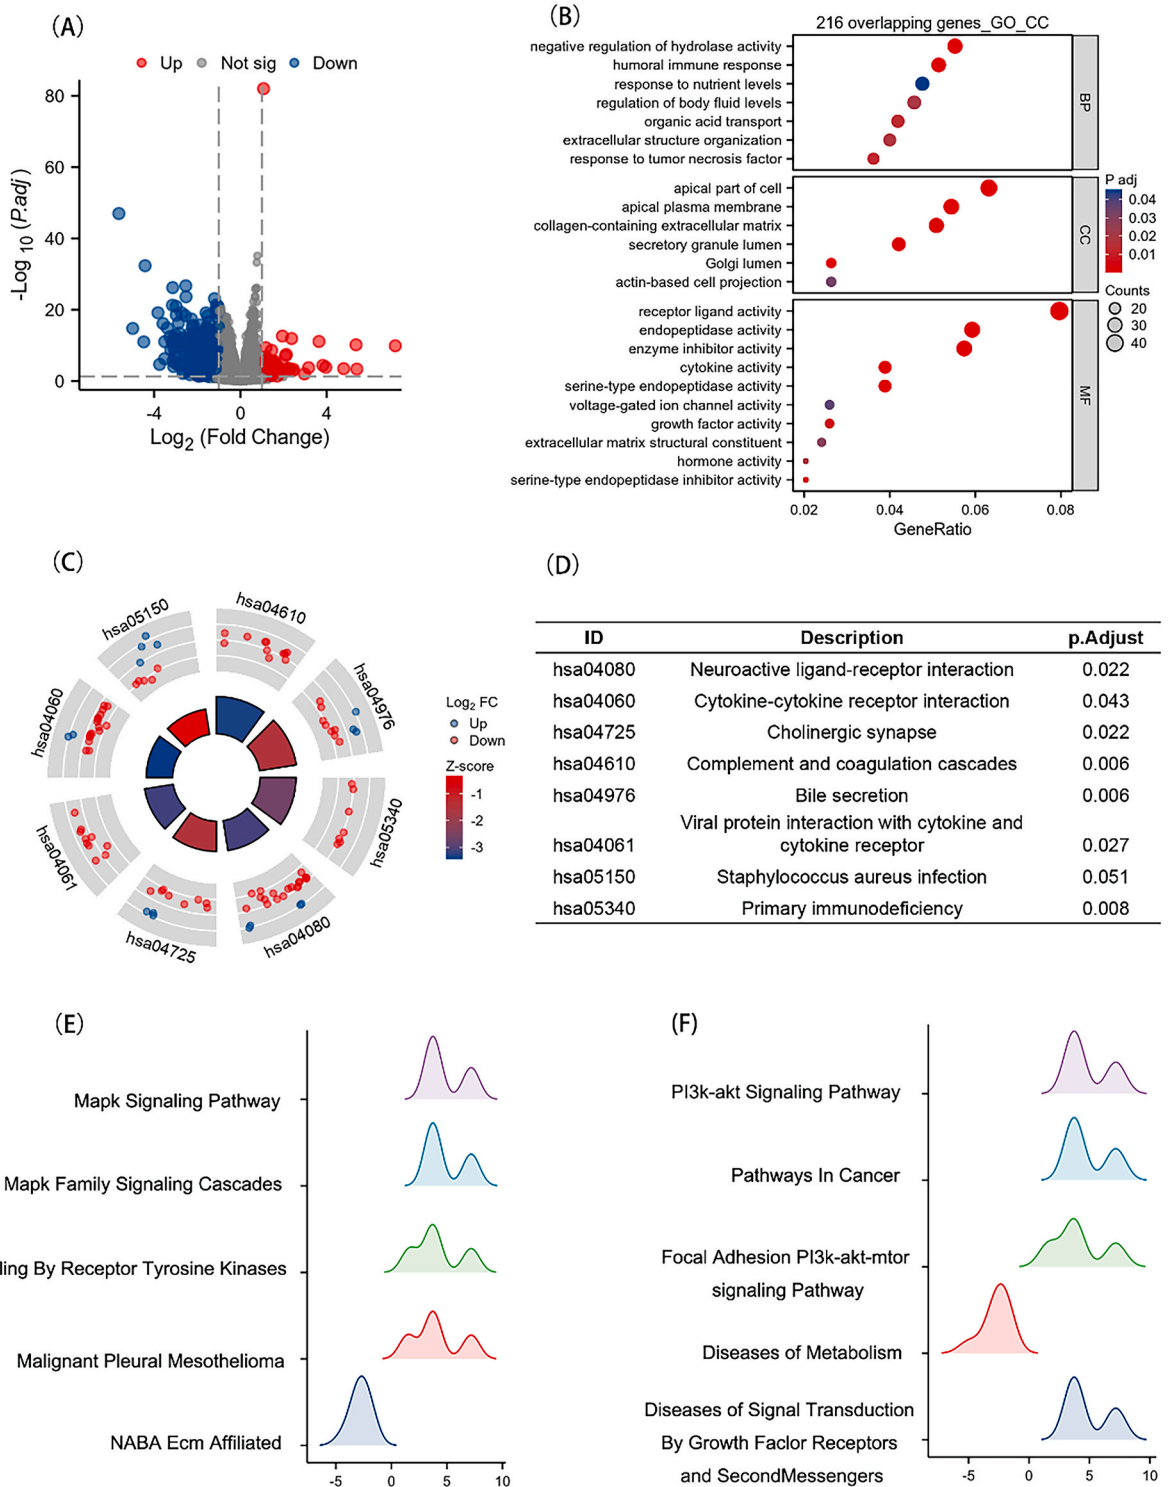 (A)
Up Not sig Down
80
60
40
20
0
-Log 10 (P.adj)
-4 0 4
Log2 (Fold Change)
(B)
216 overlapping genes_GO_CC
negative regulation of hydrolase activity
humoral immune response
response to nutrient levels
regulation of body fluid levels
organic acid transport
extracellular structure organization
response to tumor necrosis factor
BP
apical part of cell
apical plasma membrane
collagen-containing extracellular matrix
secretory granule lumen
Golgi lumen
actin-based cell projection
CC
receptor ligand activity
endopeptidase activity
enzyme inhibitor activity
cytokine activity
serine-type endopeptidase activity
voltage-gated ion channel activity
growth factor activity
extracellular matrix structural constituent
hormone activity
serine-type endopeptidase inhibitor activity
MF
0.02 0.04 0.06 0.08
GeneRatio
P adj
0.04
0.03
0.02
0.01
Counts
20
30
40
(C)
hsa05150
hsa04610
hsa04060
hsa04976
hsa04061
hsa05340
hsa04725
hsa04080
Log2 FC
Up
Down
Z-score
-1
-2
-3
(D)
ID Description p.Adjust
hsa04080 Neuroactive ligand-receptor interaction 0.022
hsa04060 Cytokine-cytokine receptor interaction 0.043
hsa04725 Cholinergic synapse 0.022
hsa04610 Complement and coagulation cascades 0.006
hsa04976 Bile secretion 0.006
Viral protein interaction with cytokine and
hsa04061 cytokine receptor 0.027
hsa05150 Staphylococcus aureus infection 0.051
hsa05340 Primary immunodeficiency 0.008
(E)
Mapk Signaling Pathway
Mapk Family Signaling Cascades
ling By Receptor Tyrosine Kinases
Malignant Pleural Mesothelioma
NABA Ecm Affiliated
-5 0 5 10
(F)
PI3k-akt Signaling Pathway
Pathways In Cancer
Focal Adhesion PI3k-akt-mtor
signaling Pathway
Diseases of Metabolism
Diseases of Signal Transduction
By Growth Faclor Receptors
and SecondMessengers
-5 0 5 10